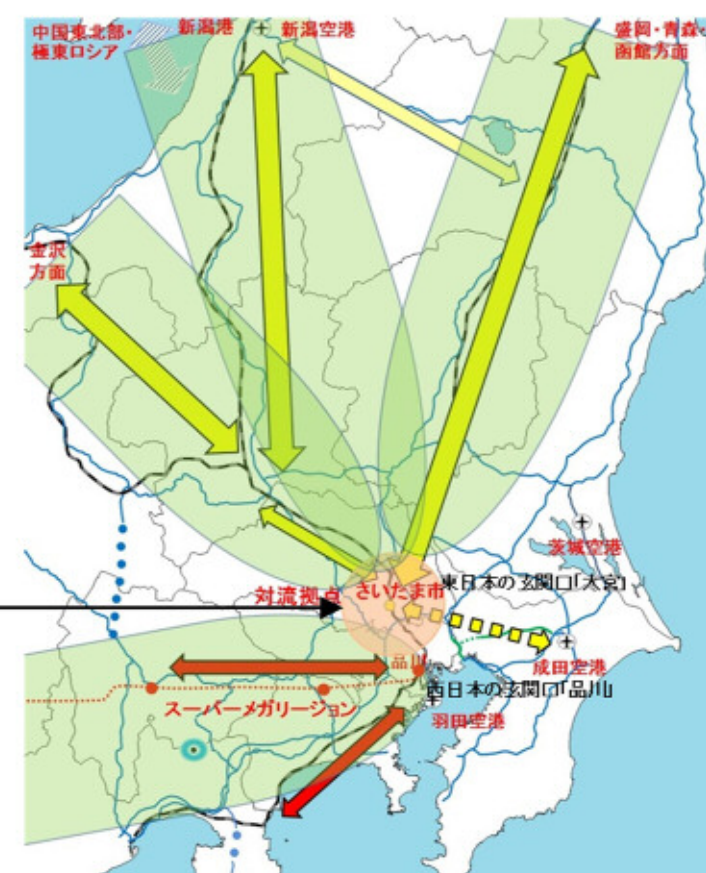 中国東北部・
極東ロシア
新潟港
新潟空港
盛岡・青森・
函館方面
金沢
方面
茨城空港
対流拠点
さいたま市
東日本の玄関口「大宮」
品川
成田空港
西日本の玄関口「品川」
スーパーメガリージョン
羽田空港